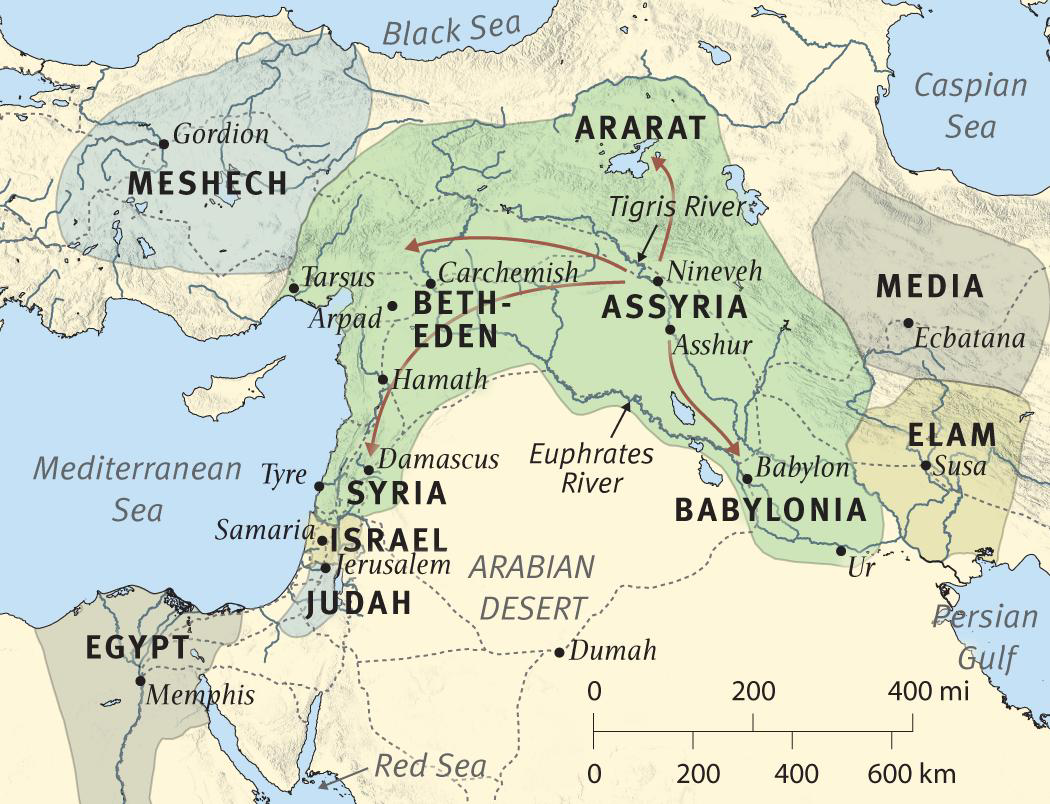 Black Sea
Caspian
Sea
Gordion
MESHECH
ARARAT
Tigris River
Tarsus
Carchemish
Nineveh
Arpad
BETH-
EDEN
ASSYRIA
MEDIA
Asshur
Ecbatana
Hamath
Mediterranean
Sea
Tyre
Damascus
SYRIA
Euphrates
River
Babylon
BABYLONIA
ELAM
Susa
Samaria
ISRAEL
Jerusalem
JUDAH
ARABIAN
DESERT
Ur
Persian
Gulf
EGYPT
Memphis
Dumah
Red Sea
0 200 400 mi
0 200 400 600 km